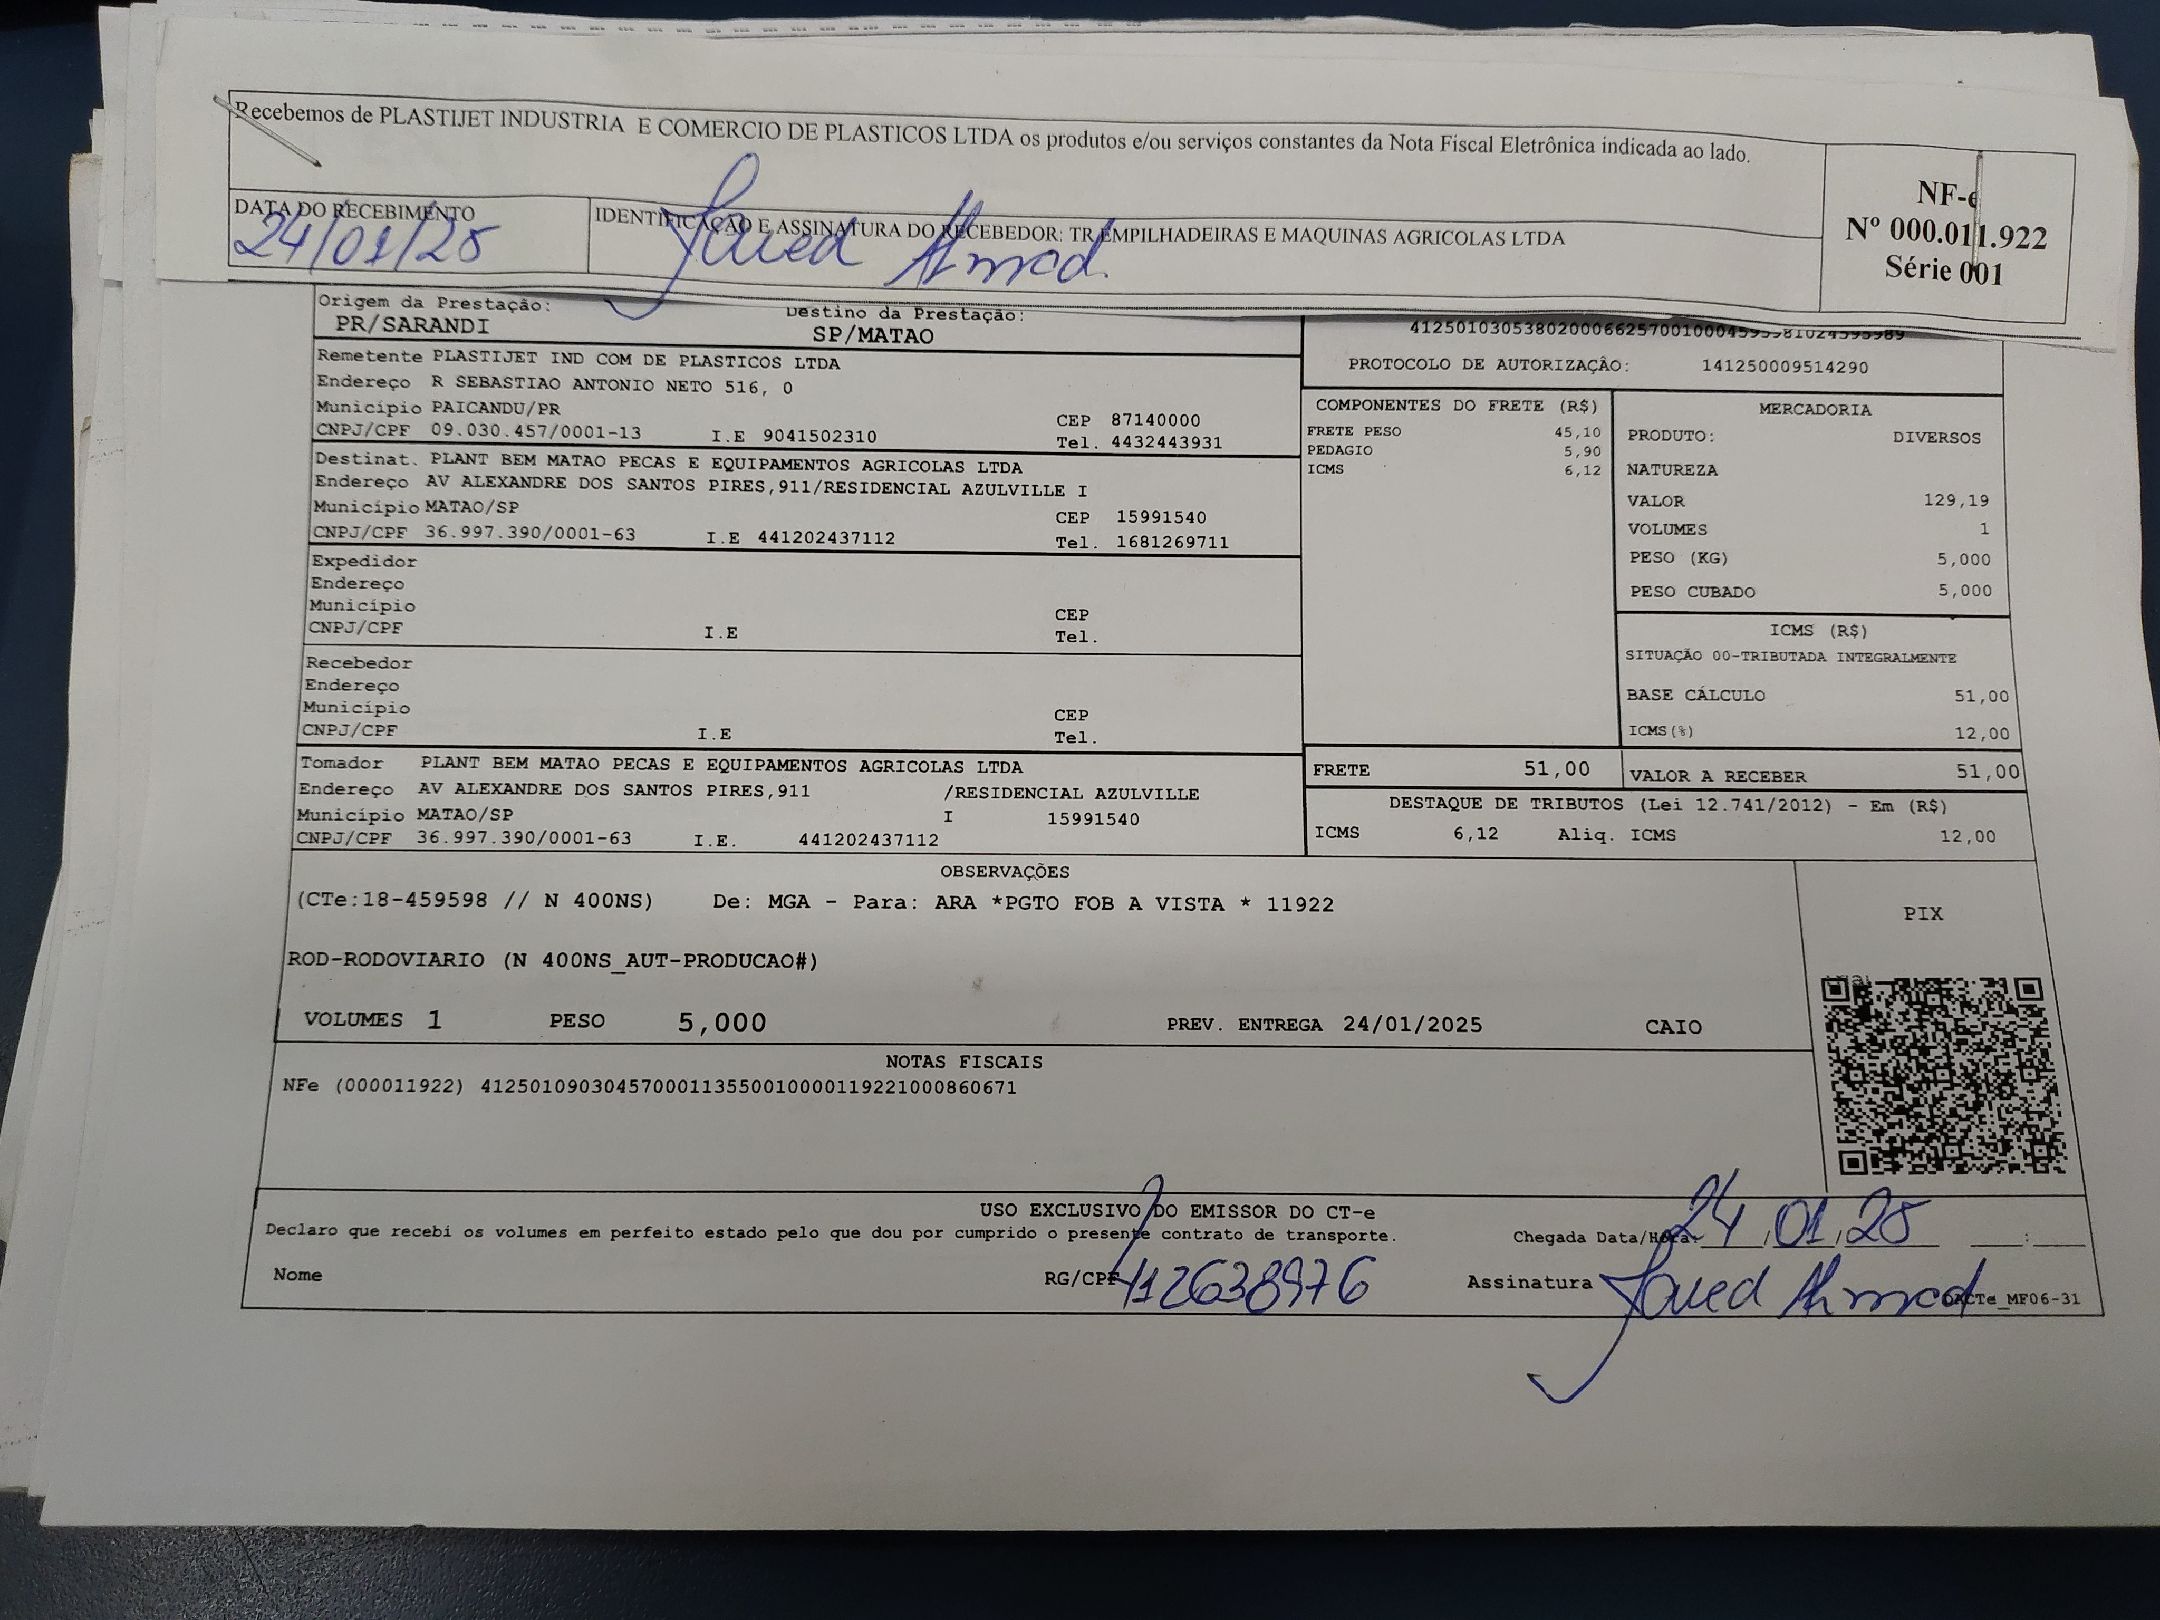 Recebemos de PLASTIJET INDUSTRIA E COMERCIO DE PLASTICOS LTDA os produtos e/ou serviços constantes da Nota Fiscal Eletrônica indicada ao lado.
NF-e
Nº 000.011.922
Série 001
DATA DO RECEBIMENTO
24/01/25
IDENTIFICAÇÃO E ASSINATURA DO RECEBEDOR: TR EMPILHADEIRAS E MAQUINAS AGRICOLAS LTDA
Origem da Prestação:
PR/SARANDI
Destino da Prestação:
SP/MATAO
PROTOCOLO DE AUTORIZAÇÂO: 141250009514290
Remetente PLASTIJET IND COM DE PLASTICOS LTDA
Endereço R SEBASTIAO ANTONIO NETO 516, 0
Município PAICANDU/PR CEP 87140000
CNPJ/CPF 09.030.457/0001-13 I.E 9041502310 Tel. 4432443931
Destinat. PLANT BEM MATAO PECAS E EQUIPAMENTOS AGRICOLAS LTDA
Endereço AV ALEXANDRE DOS SANTOS PIRES,911/RESIDENCIAL AZULVILLE I
Município MATAO/SP CEP 15991540
CNPJ/CPF 36.997.390/0001-63 I.E 441202437112 Tel. 1681269711
Expedidor
Endereço
Município CEP
CNPJ/CPF I.E Tel.
Recebedor
Endereço
Município CEP
CNPJ/CPF I.E Tel.
Tomador PLANT BEM MATAO PECAS E EQUIPAMENTOS AGRICOLAS LTDA
Endereço AV ALEXANDRE DOS SANTOS PIRES,911 /RESIDENCIAL AZULVILLE
Município MATAO/SP I 15991540
CNPJ/CPF 36.997.390/0001-63 I.E. 441202437112
COMPONENTES DO FRETE (R$)
FRETE PESO 45,10
PEDAGIO 5,90
ICMS 6,12
MERCADORIA
PRODUTO: DIVERSOS
NATUREZA
VALOR 129,19
VOLUMES 1
PESO (KG) 5,000
PESO CUBADO 5,000
ICMS (R$)
SITUAÇÃO 00-TRIBUTADA INTEGRALMENTE
BASE CÁLCULO 51,00
ICMS(%) 12,00
FRETE 51,00 VALOR A RECEBER 51,00
DESTAQUE DE TRIBUTOS (Lei 12.741/2012) - Em (R$)
ICMS 6,12 Aliq. ICMS 12,00
OBSERVAÇÕES
(CTe:18-459598 // N 400NS) De: MGA - Para: ARA *PGTO FOB A VISTA * 11922
ROD-RODOVIARIO (N 400NS_AUT-PRODUCAO#)
VOLUMES 1 PESO 5,000 PREV. ENTREGA 24/01/2025 CAIO
PIX
NOTAS FISCAIS
NFe (000011922) 41250109030457000113550010000119221000860671
USO EXCLUSIVO DO EMISSOR DO CT-e
Declaro que recebi os volumes em perfeito estado pelo que dou por cumprido o presente contrato de transporte.
Chegada Data/Hora: 24/01/25 :
Nome RG/CPF 412638976 Assinatura
DACTe_MF06-31